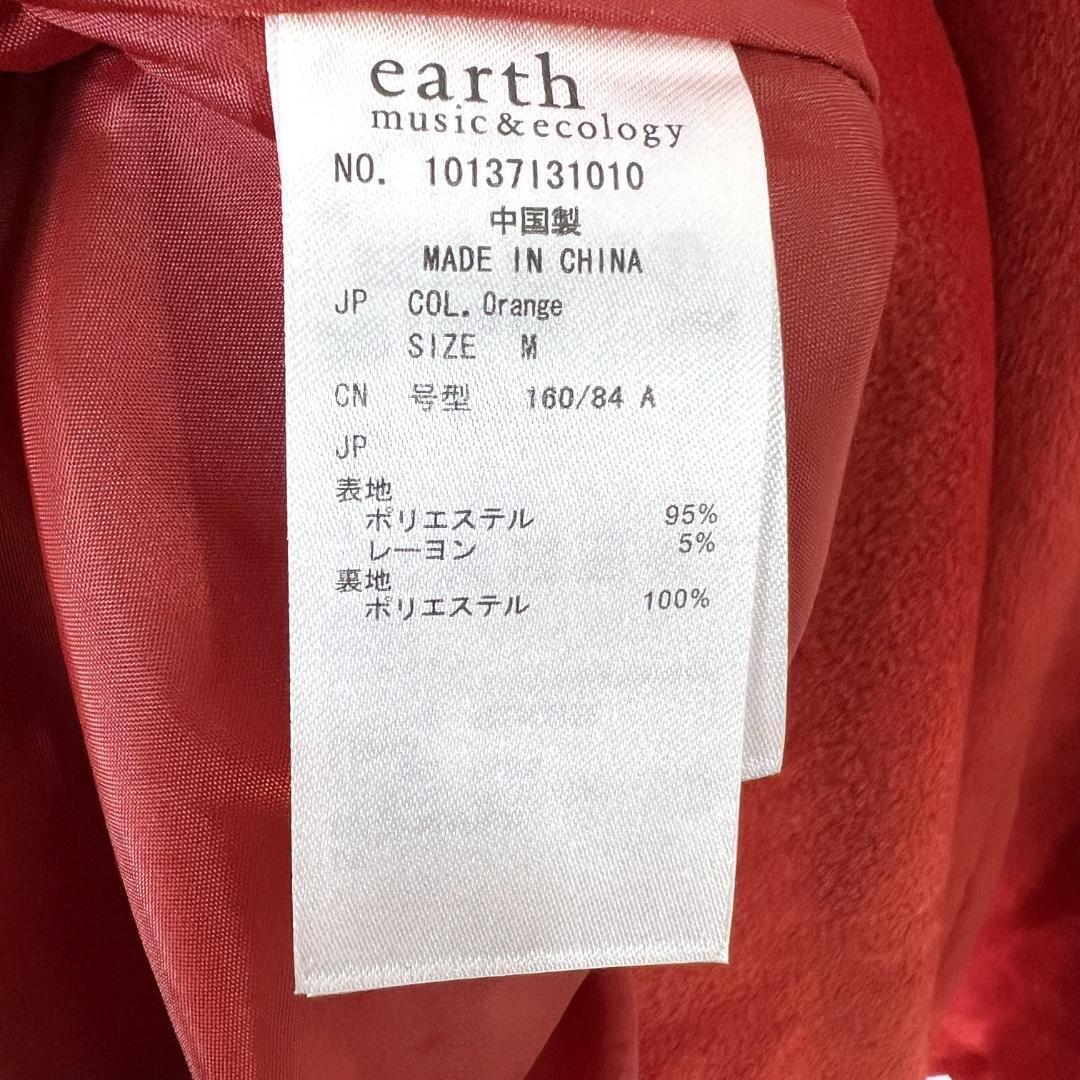 earth
music&ecology
NO. 10137131010
中国製
MADE IN CHINA
JP COL. Orange
SIZE M
CN 号型 160/84 A
JP
表地
ポリエステル 95%
レーヨン 5%
裏地
ポリエステル 100%